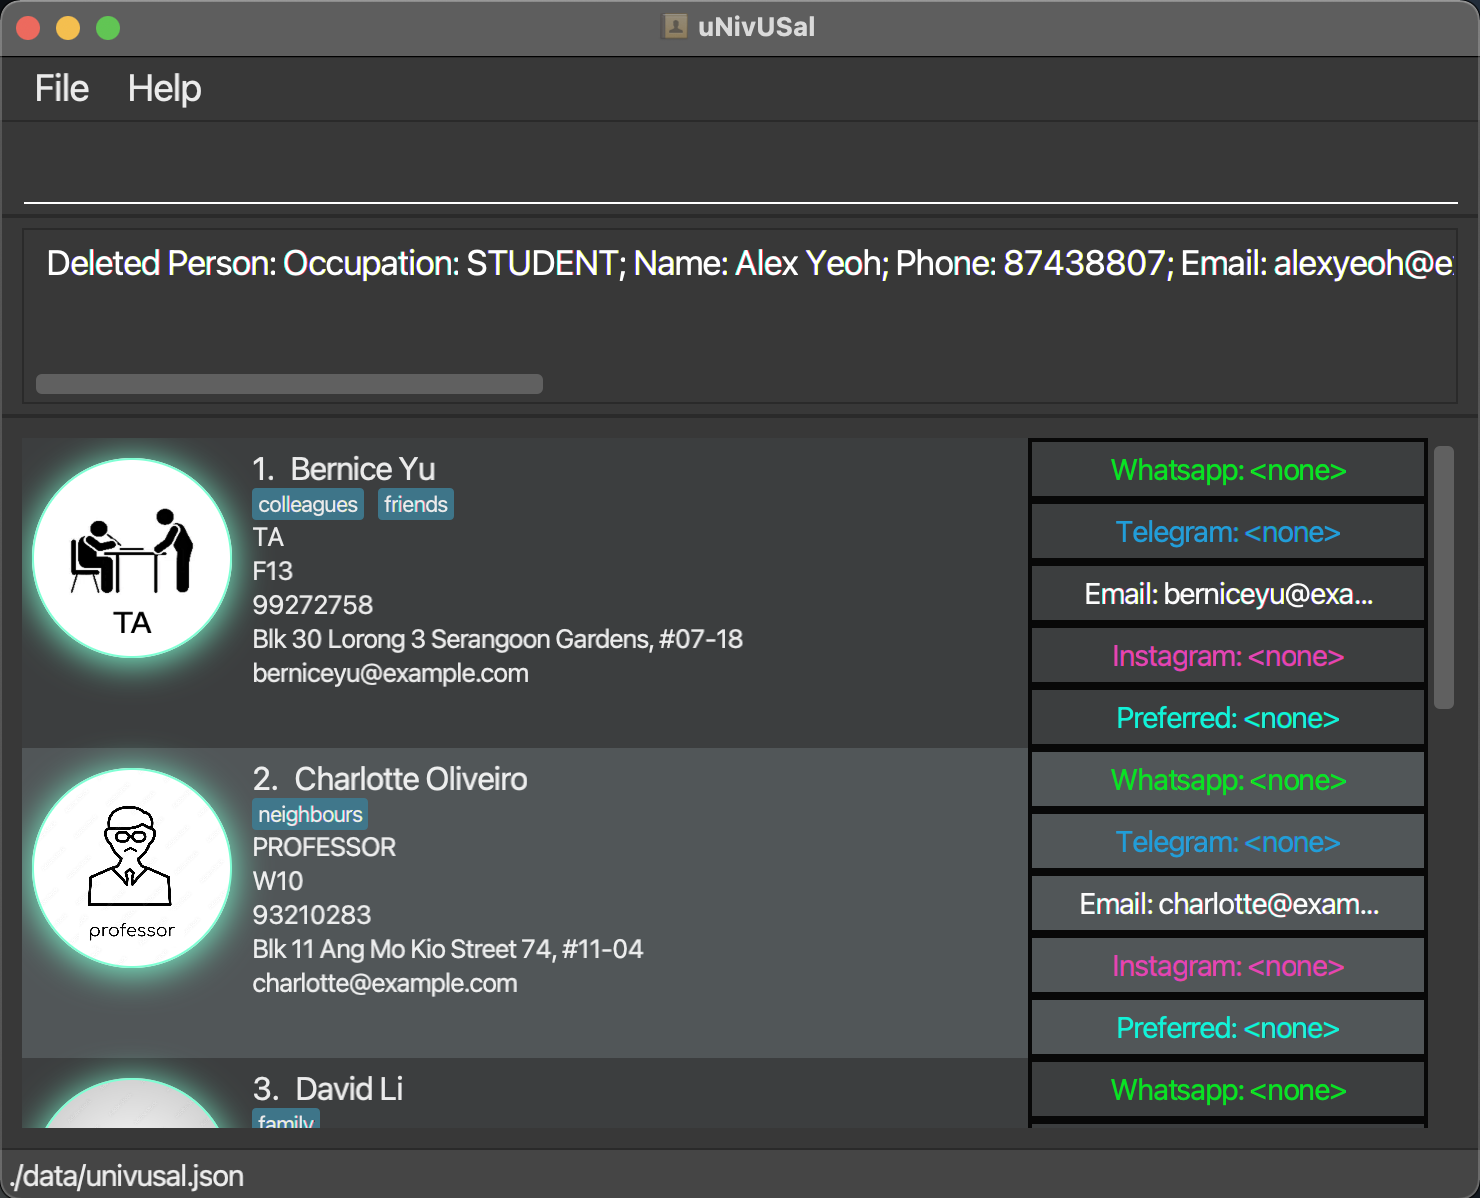 uNivUSal
File Help
Deleted Person: Occupation: STUDENT; Name: Alex Yeoh; Phone: 87438807; Email: alexyeoh@e
1. Bernice Yu
colleagues friends
TA
F13
99272758
Blk 30 Lorong 3 Serangoon Gardens, #07-18
berniceyu@example.com
TA
Whatsapp: <none>
Telegram: <none>
Email: berniceyu@exa...
Instagram: <none>
Preferred: <none>
2. Charlotte Oliveiro
neighbours
PROFESSOR
W10
93210283
Blk 11 Ang Mo Kio Street 74, #11-04
charlotte@example.com
professor
Whatsapp: <none>
Telegram: <none>
Email: charlotte@exam...
Instagram: <none>
Preferred: <none>
3. David Li
family
Whatsapp: <none>
./data/univusal.json